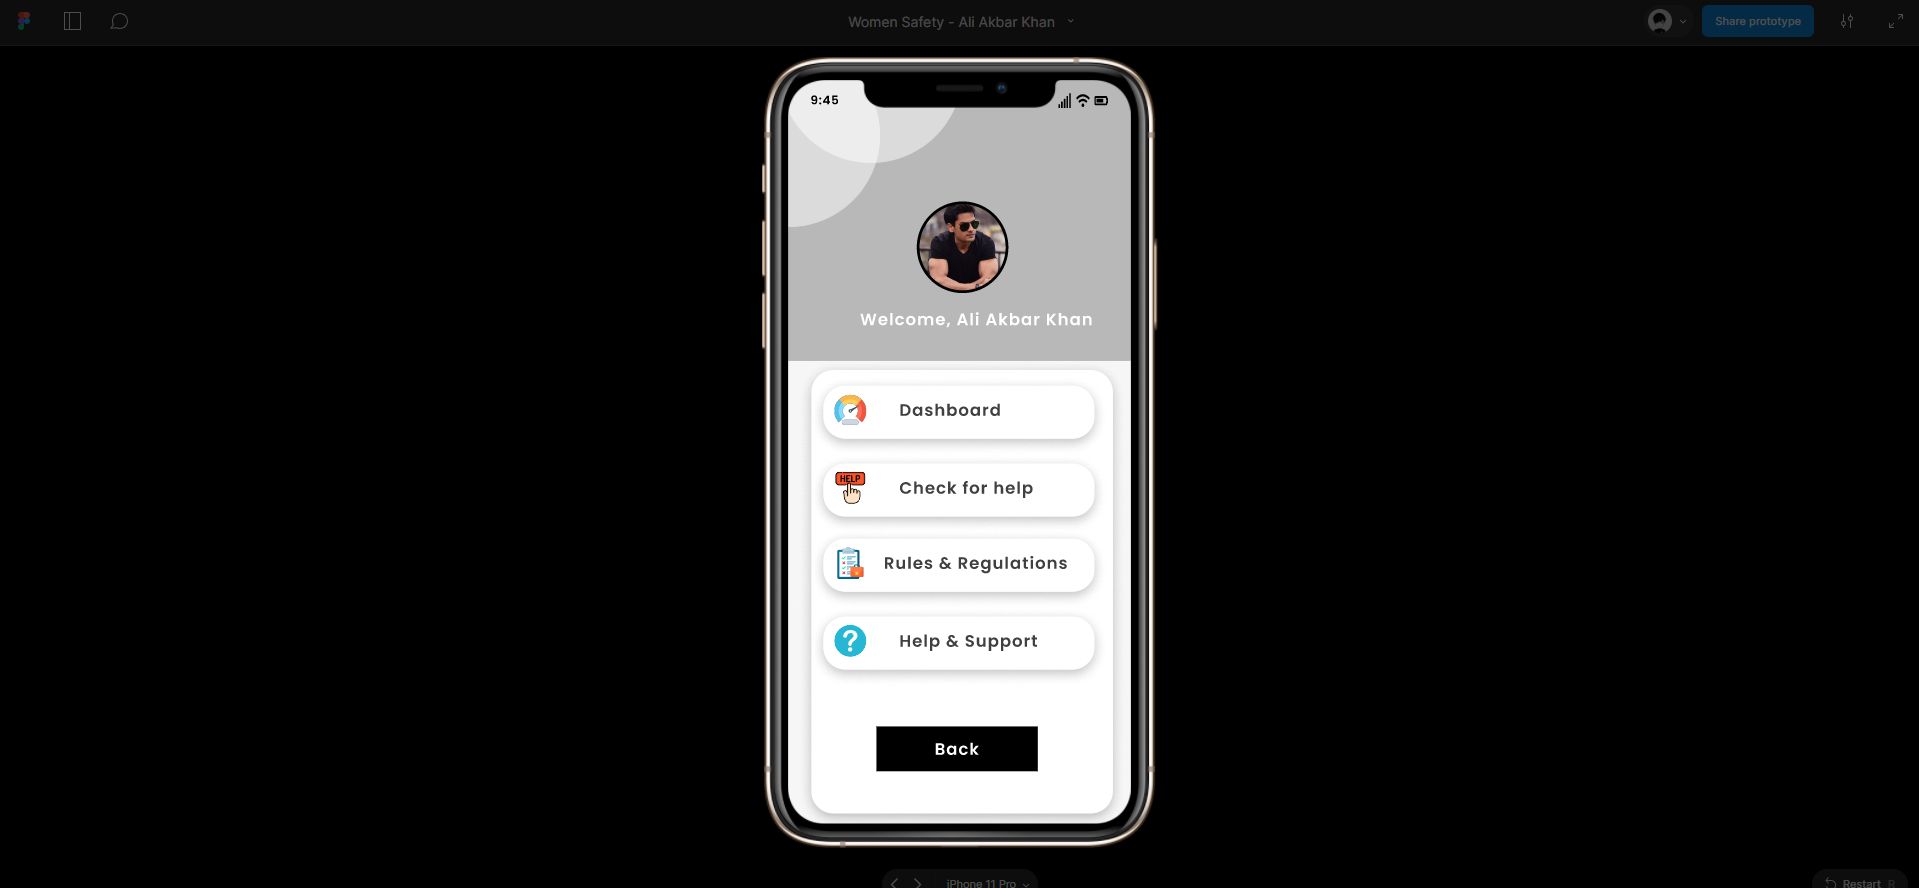 Women Safety - Ali Akbar Khan
Share prototype
9:45
Welcome, Ali Akbar Khan
Dashboard
HELP
Check for help
Rules & Regulations
Help & Support
Back
iPhone 11 Pro
Restart R